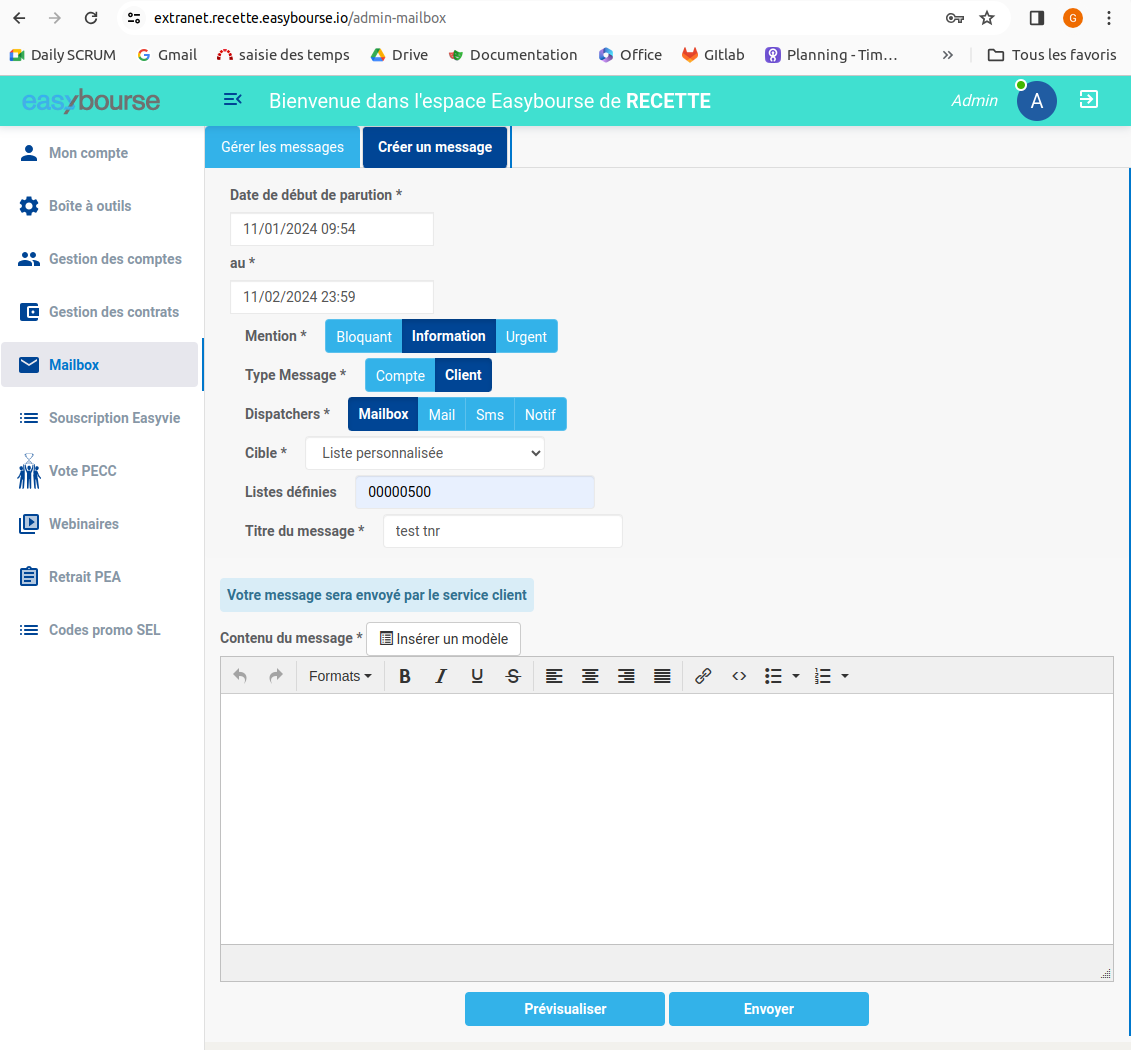 extranet.recette.easybourse.io/admin-mailbox
G
Daily SCRUM Gmail saisie des temps Drive Documentation Office GItlab Planning - Tim… » Tous les favoris
easybourse Bienvenue dans l'espace Easybourse de RECETTE Admin A
Mon compte
Boîte à outils
Gestion des comptes
Gestion des contrats
Mailbox
Souscription Easyvie
Vote PECC
Webinaires
Retrait PEA
Codes promo SEL
Gérer les messages Créer un message
Date de début de parution *
11/01/2024 09:54
au *
11/02/2024 23:59
Mention * Bloquant Information Urgent
Type Message * Compte Client
Dispatchers * Mailbox Mail Sms Notif
Cible * Liste personnalisée
Listes définies 00000500
Titre du message * test tnr
Votre message sera envoyé par le service client
Contenu du message * Insérer un modèle
Formats B I U S
Prévisualiser Envoyer